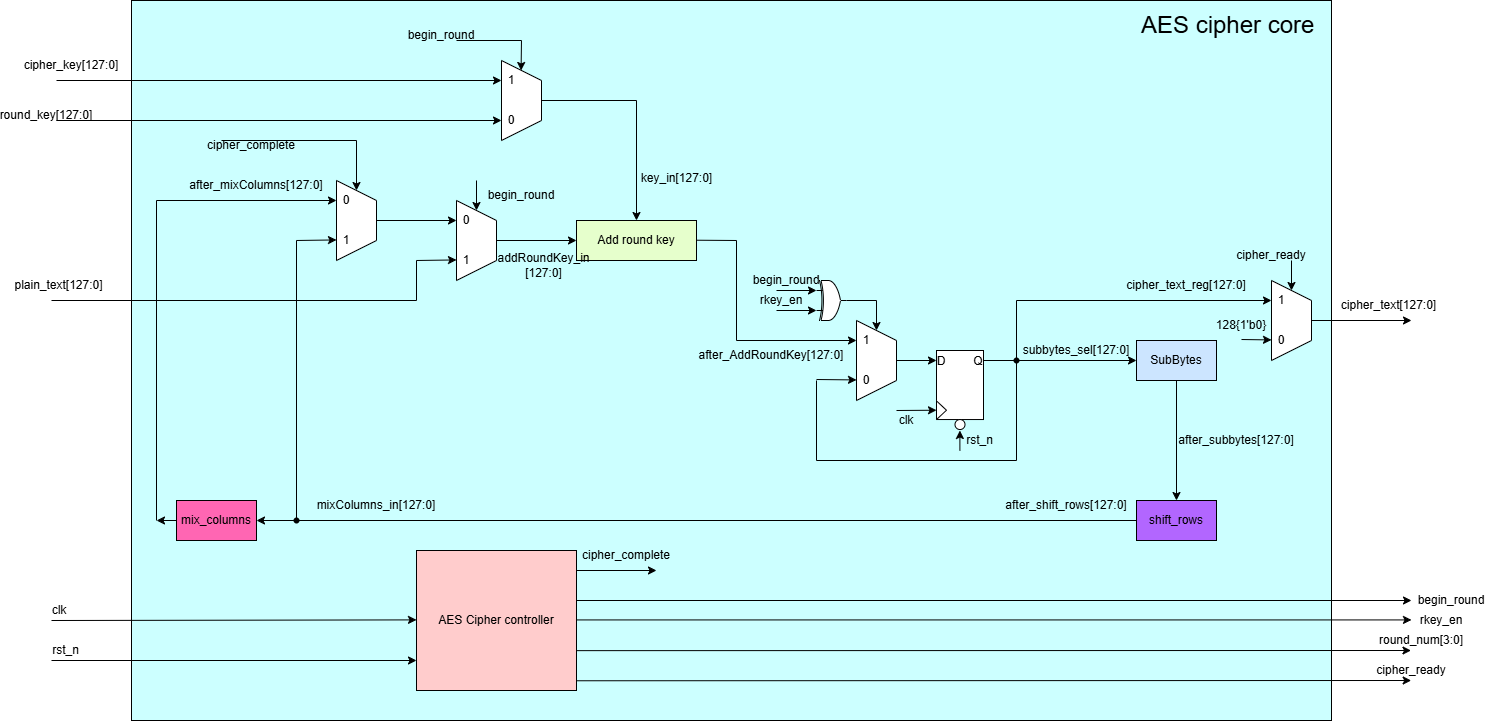 AES cipher core
begin_round
cipher_key[127:0]
1
round_key[127:0]
0
cipher_complete
key_in[127:0]
after_mixColumns[127:0]
0
begin_round
0
1
Add round key
1
addRoundKey_in
[127:0]
plain_text[127:0]
cipher_ready
begin_round
rkey_en
cipher_text_reg[127:0]
1
cipher_text[127:0]
128{1'b0}
0
1
after_AddRoundKey[127:0]
subbytes_sel[127:0]
D
Q
SubBytes
0
clk
rst_n
after_subbytes[127:0]
mixColumns_in[127:0]
after_shift_rows[127:0]
mix_columns
shift_rows
cipher_complete
clk
AES Cipher controller
begin_round
rkey_en
round_num[3:0]
rst_n
cipher_ready